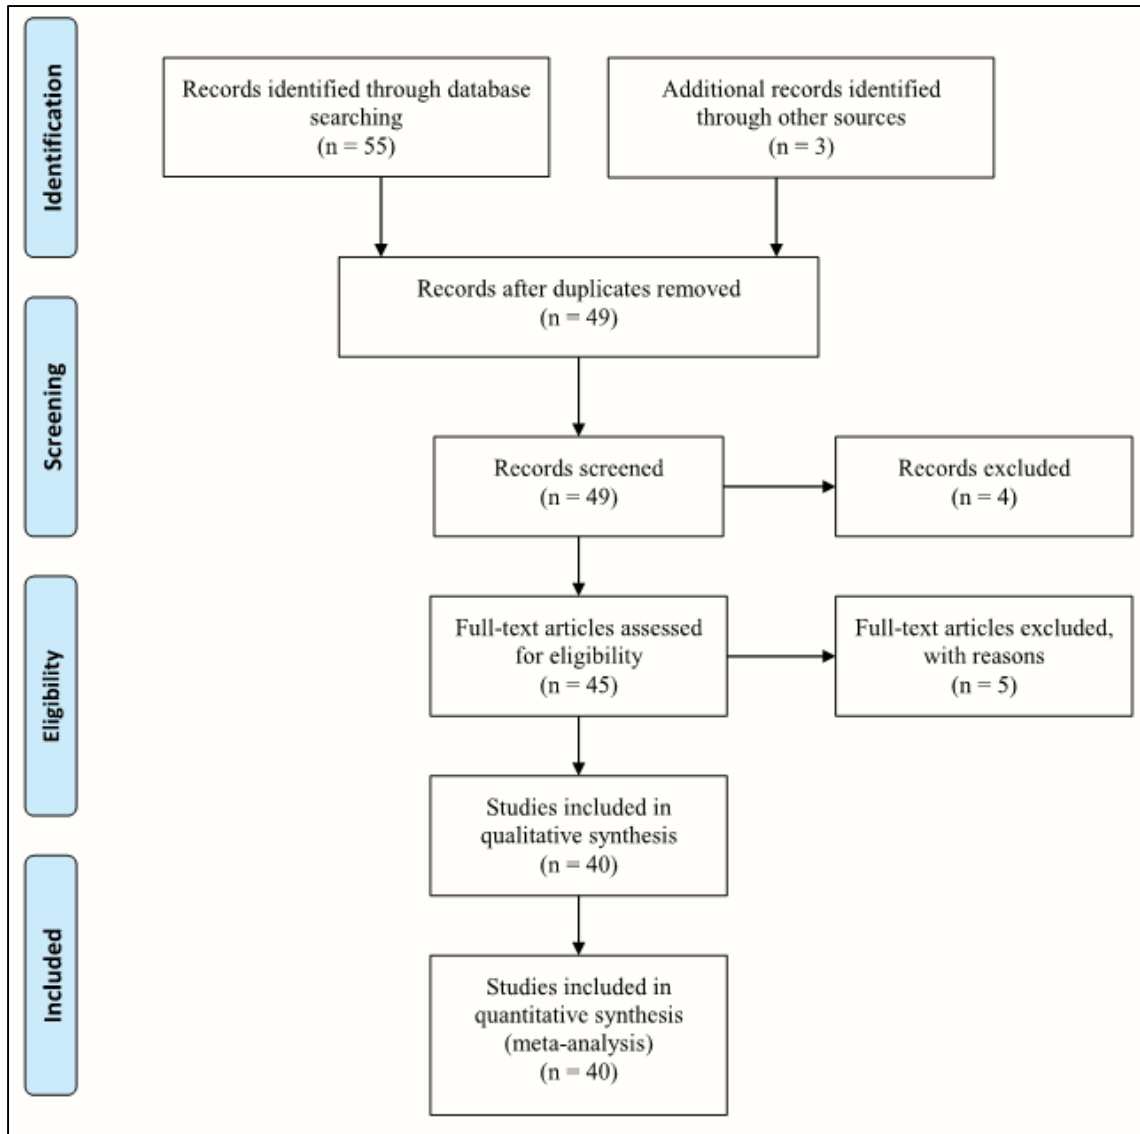 Identification
Records identified through database
searching
(n = 55)
Additional records identified
through other sources
(n = 3)
Records after duplicates removed
(n = 49)
Screening
Records screened
(n = 49)
Records excluded
(n = 4)
Eligibility
Full-text articles assessed
for eligibility
(n = 45)
Full-text articles excluded,
with reasons
(n = 5)
Studies included in
qualitative synthesis
(n = 40)
Included
Studies included in
quantitative synthesis
(meta-analysis)
(n = 40)